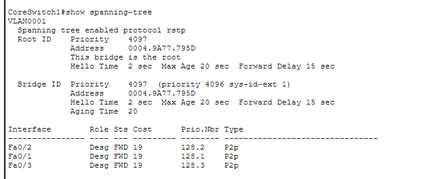 CoreSwitch1#show spanning-tree
VLAN0001
Spanning tree enabled protocol rstp
Root ID Priority 4097
Address 0004.9A77.795D
This bridge is the root
Hello Time 2 sec Max Age 20 sec Forward Delay 15 sec
Bridge ID Priority 4097 (priority 4096 sys-id-ext 1)
Address 0004.9A77.795D
Hello Time 2 sec Max Age 20 sec Forward Delay 15 sec
Aging Time 20
Interface Role Sts Cost Prio.Nbr Type
---------------- ---- --- --------- -------- --------------------------------
Fa0/2 Desg FWD 19 128.2 P2p
Fa0/1 Desg FWD 19 128.1 P2p
Fa0/3 Desg FWD 19 128.3 P2p